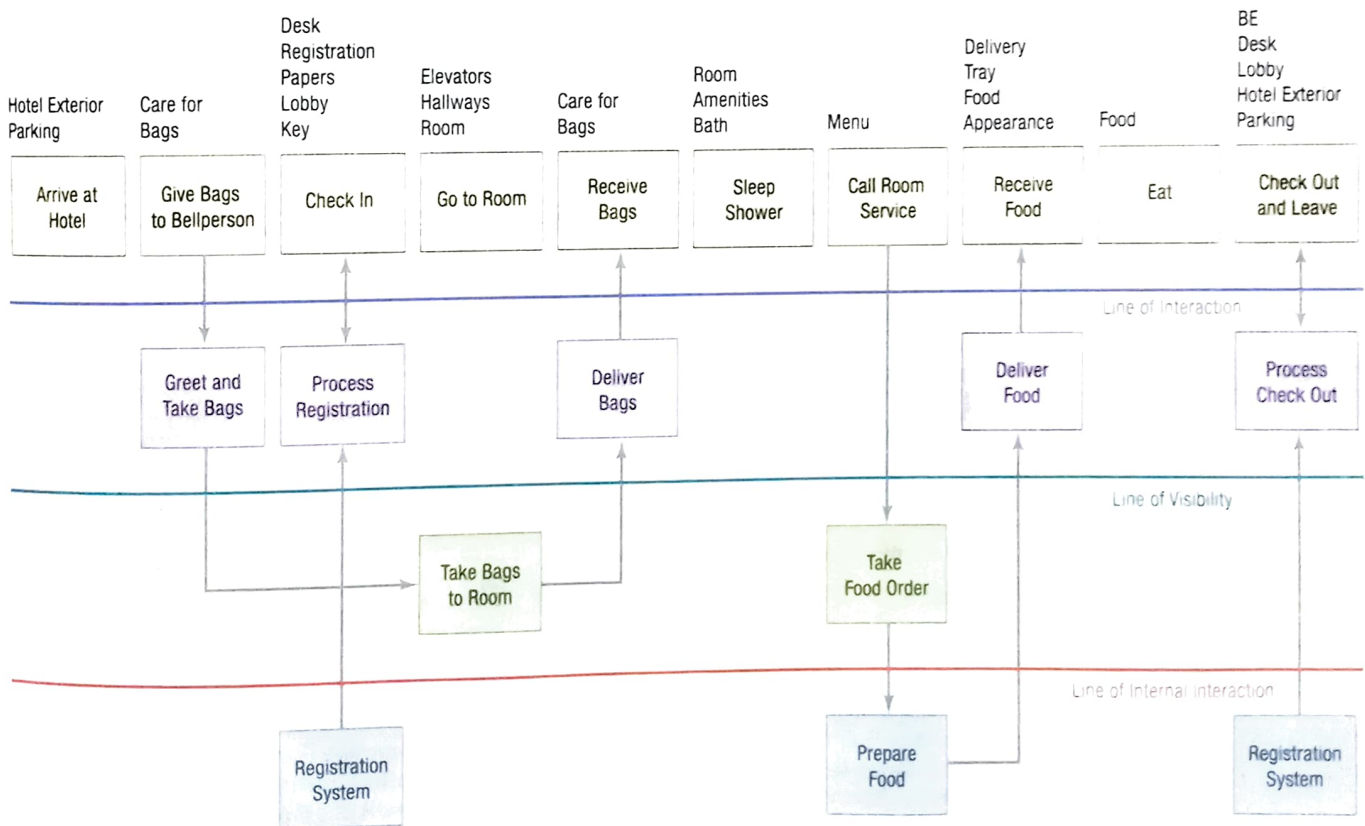 Hotel Exterior
Parking
Care for
Bags
Desk
Registration
Papers
Lobby
Key
Elevators
Hallways
Room
Care for
Bags
Room
Amenities
Bath
Menu
Delivery
Tray
Food
Appearance
Food
BE
Desk
Lobby
Hotel Exterior
Parking
Arrive at
Hotel
Give Bags
to Bellperson
Check In
Go to Room
Receive
Bags
Sleep
Shower
Call Room
Service
Receive
Food
Eat
Check Out
and Leave
Line of Interaction
Greet and
Take Bags
Process
Registration
Deliver
Bags
Deliver
Food
Process
Check Out
Line of Visibility
Take Bags
to Room
Take
Food Order
Line of Internal Interaction
Registration
System
Prepare
Food
Registration
System